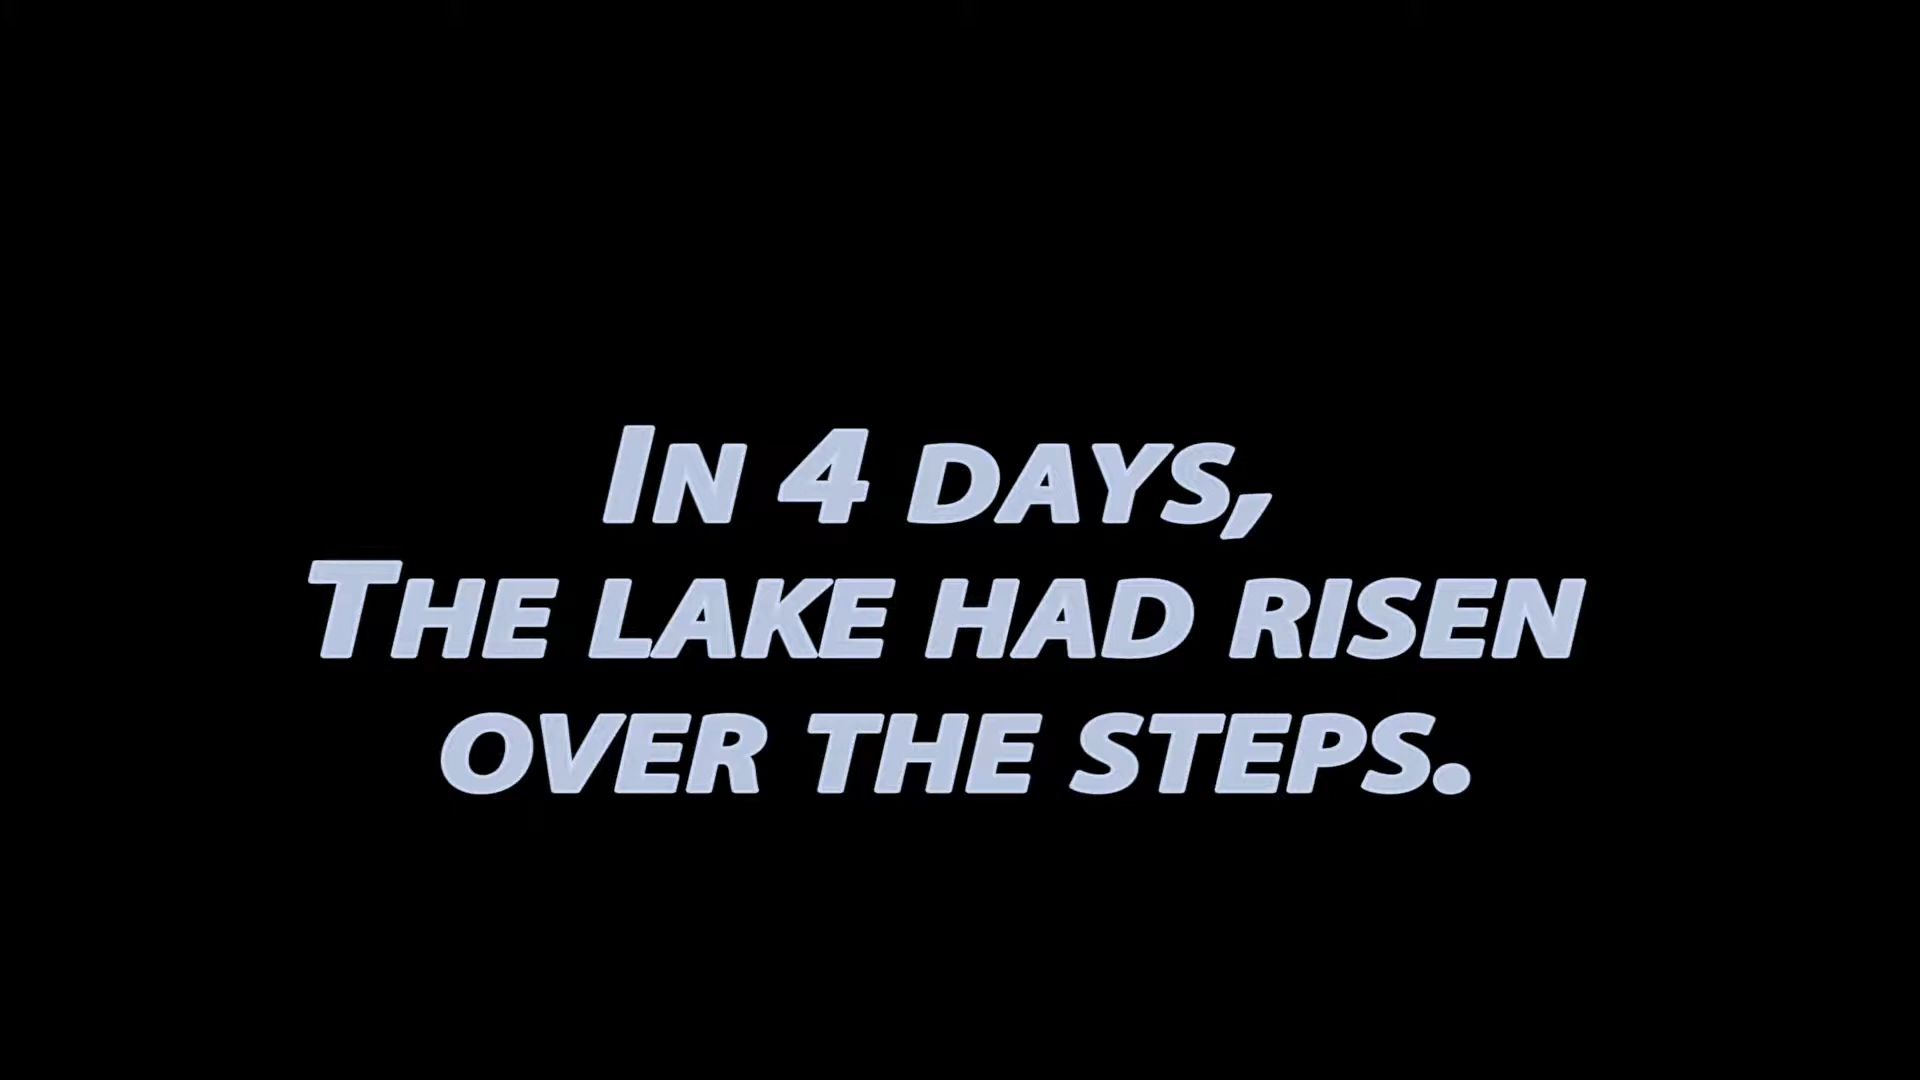 In 4 days,
The lake had risen
over the steps.